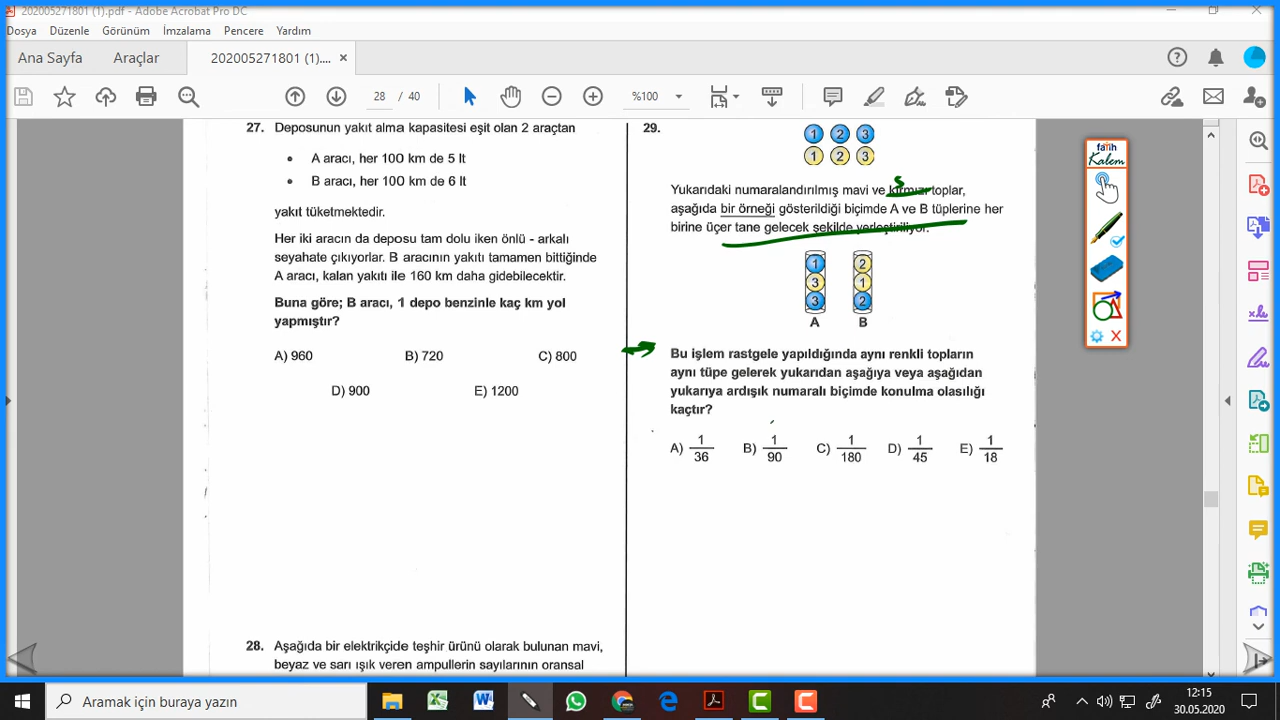 202005271801 (1).pdf - Adobe Acrobat Pro DC
Dosya Düzenle Görünüm İmzalama Pencere Yardım
Ana Sayfa Araçlar 202005271801 (1).... ×
28 / 40 %100
27. Deposunun yakıt alma kapasitesi eşit olan 2 araçtan
• A aracı, her 100 km de 5 lt
• B aracı, her 100 km de 6 lt
yakıt tüketmektedir.
Her iki aracın da deposu tam dolu iken önlü - arkalı
seyahate çıkıyorlar. B aracının yakıtı tamamen bittiğinde
A aracı, kalan yakıtı ile 160 km daha gidebilecektir.
Buna göre; B aracı, 1 depo benzinle kaç km yol
yapmıştır?
A) 960 B) 720 C) 800
D) 900 E) 1200
28. Aşağıda bir elektrikçide teşhir ürünü olarak bulunan mavi,
beyaz ve sarı ışık veren ampullerin sayılarının oransal
29.
1 2 3
1 2 3
s
Yukarıdaki numaralandırılmış mavi ve kırmızı toplar,
aşağıda bir örneği gösterildiği biçimde A ve B tüplerine her
birine üçer tane gelecek şekilde yerleştiriliyor.
1 2
3 1
3 2
A B
Bu işlem rastgele yapıldığında aynı renkli topların
aynı tüpe gelerek yukarıdan aşağıya veya aşağıdan
yukarıya ardışık numaralı biçimde konulma olasılığı
kaçtır?
A) 1/36 B) 1/90 C) 1/180 D) 1/45 E) 1/18
fatih
Kalem
Aramak için buraya yazın
12:15
30.05.2020